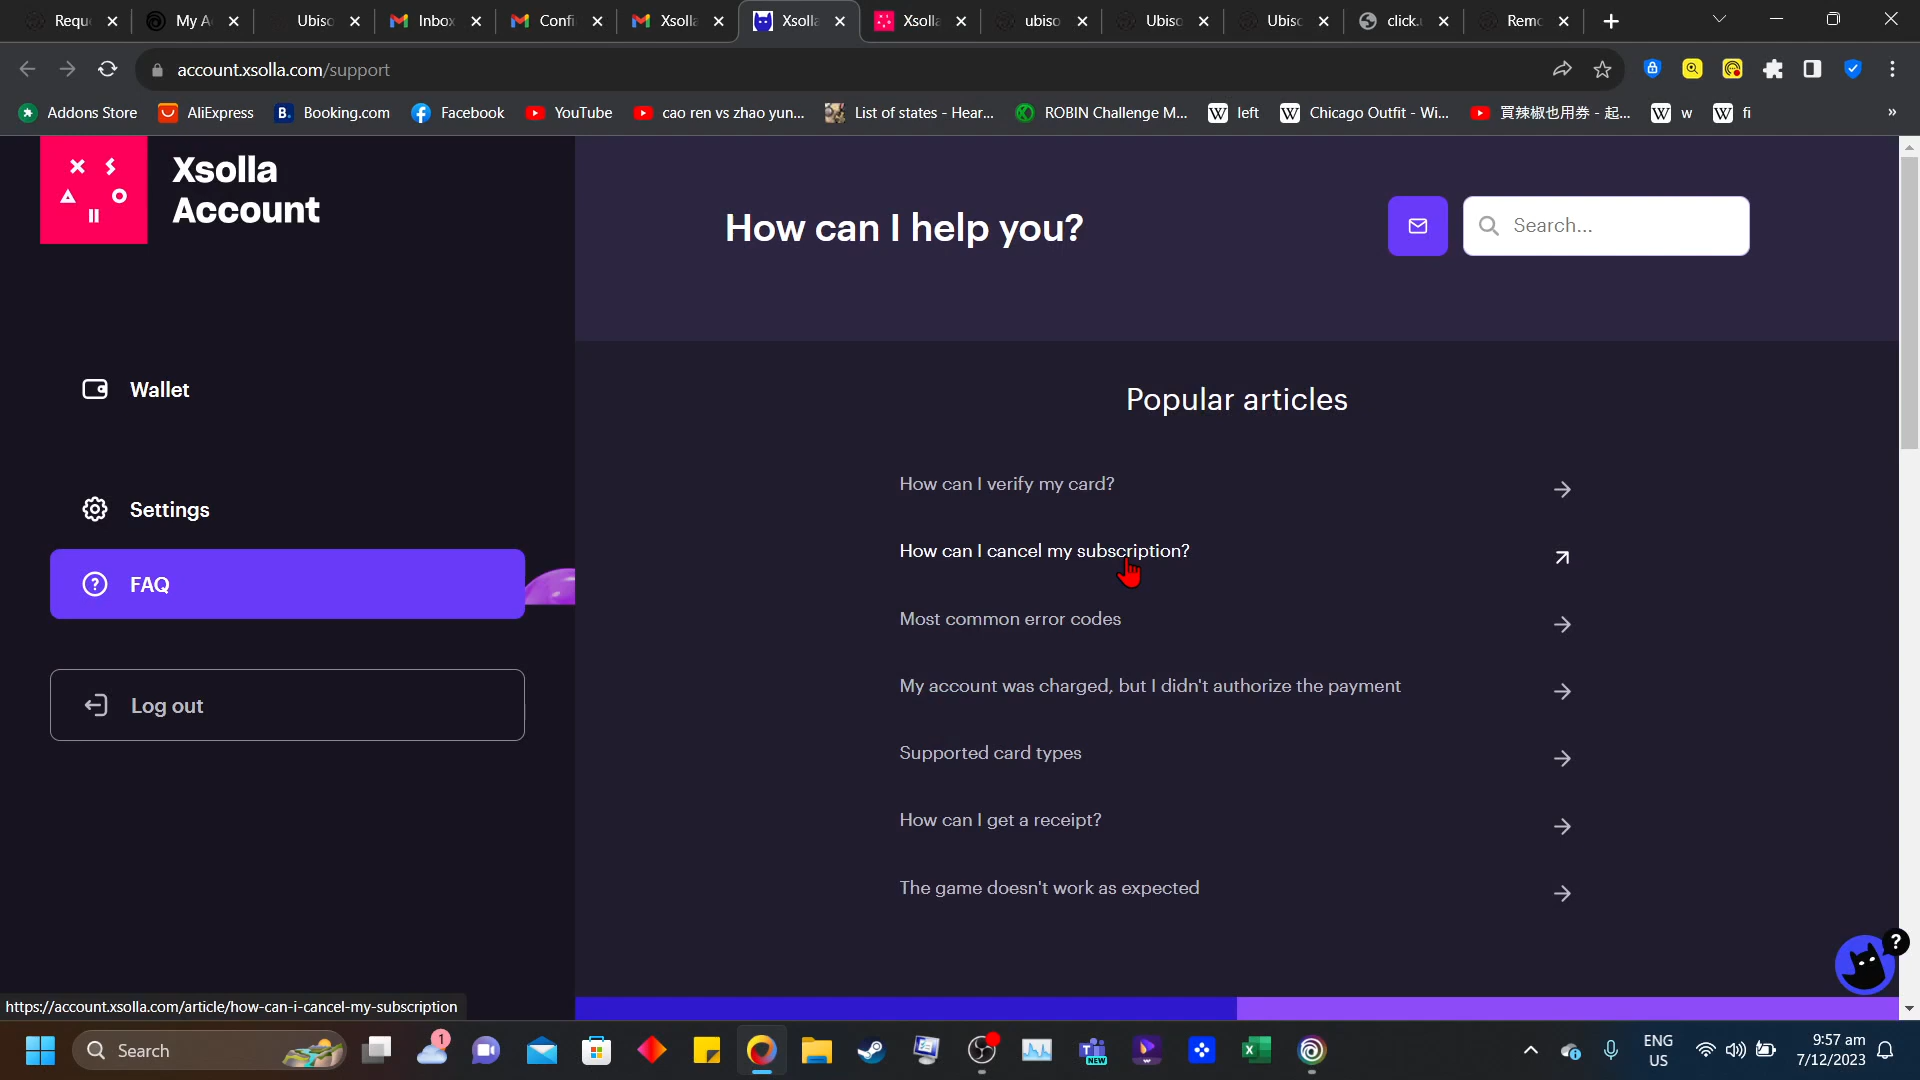 Requ
My A
Ubiso
Inbox
Confi
Xsolla
Xsolla
Xsolla
ubiso
Ubiso
Ubiso
click.
Remo
account.xsolla.com/support
Addons Store
AliExpress
Booking.com
Facebook
YouTube
cao ren vs zhao yun...
List of states - Hear...
ROBIN Challenge M...
left
Chicago Outfit - Wi...
買辣椒也用券 - 起...
w
fi
»
Xsolla
Account
How can I help you?
Search...
Wallet
Settings
FAQ
Log out
Popular articles
How can I verify my card?
How can I cancel my subscription?
Most common error codes
My account was charged, but I didn't authorize the payment
Supported card types
How can I get a receipt?
The game doesn't work as expected
?
https://account.xsolla.com/article/how-can-i-cancel-my-subscription
Search
1
NEW
ENG
US
9:57 am
7/12/2023